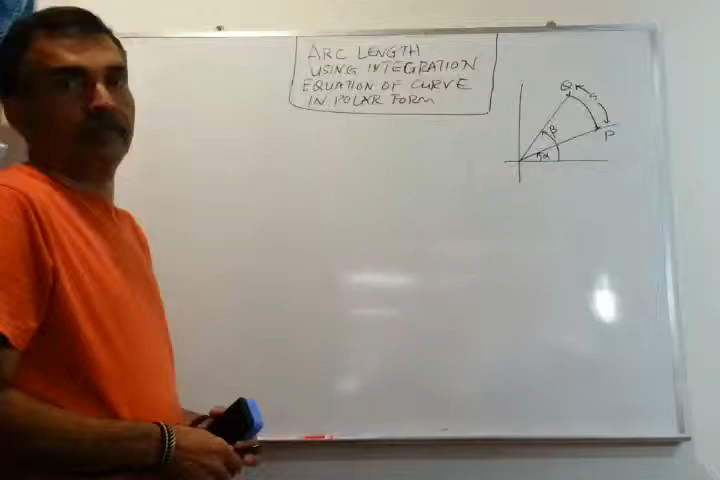 ARC LENGTH
USING INTEGRATION
EQUATION OF CURVE
IN POLAR FORM
Q
S
P
β
α